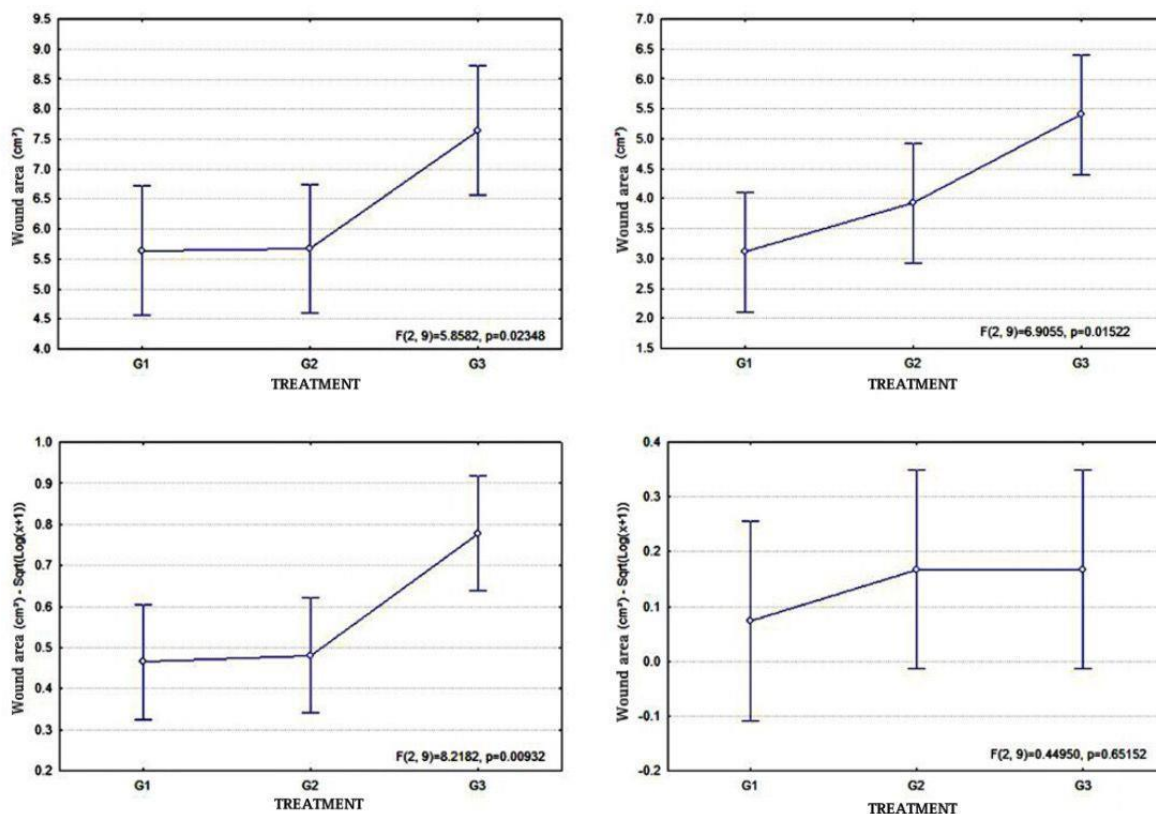 9.5
9.0
8.5
8.0
7.5
7.0
6.5
6.0
5.5
5.0
4.5
4.0
Wound area (cm²)
F(2, 9)=5.8582, p=0.02348
G1 G2 G3
TREATMENT
7.0
6.5
6.0
5.5
5.0
4.5
4.0
3.5
3.0
2.5
2.0
1.5
Wound area (cm²)
F(2, 9)=6.9055, p=0.01522
G1 G2 G3
TREATMENT
1.0
0.9
0.8
0.7
0.6
0.5
0.4
0.3
0.2
Wound area (cm²) - Sqrt(Log(x+1))
F(2, 9)=8.2182, p=0.00932
G1 G2 G3
TREATMENT
0.4
0.3
0.2
0.1
0.0
-0.1
-0.2
Wound area (cm²) - Sqrt(Log(x+1))
F(2, 9)=0.44950, p=0.65152
G1 G2 G3
TREATMENT